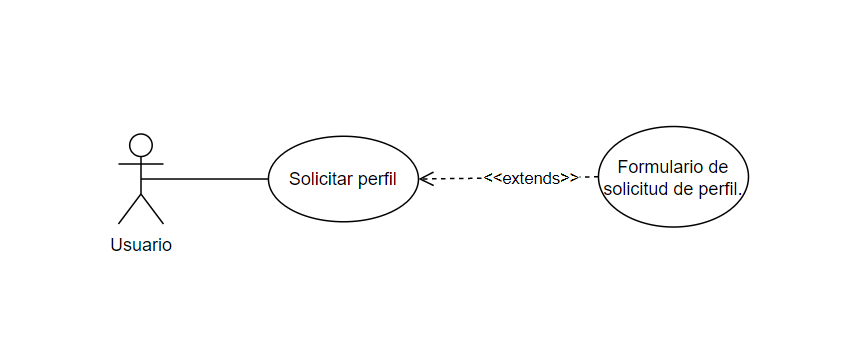 Solicitar perfil
<<extends>>
Formulario de
solicitud de perfil.
Usuario